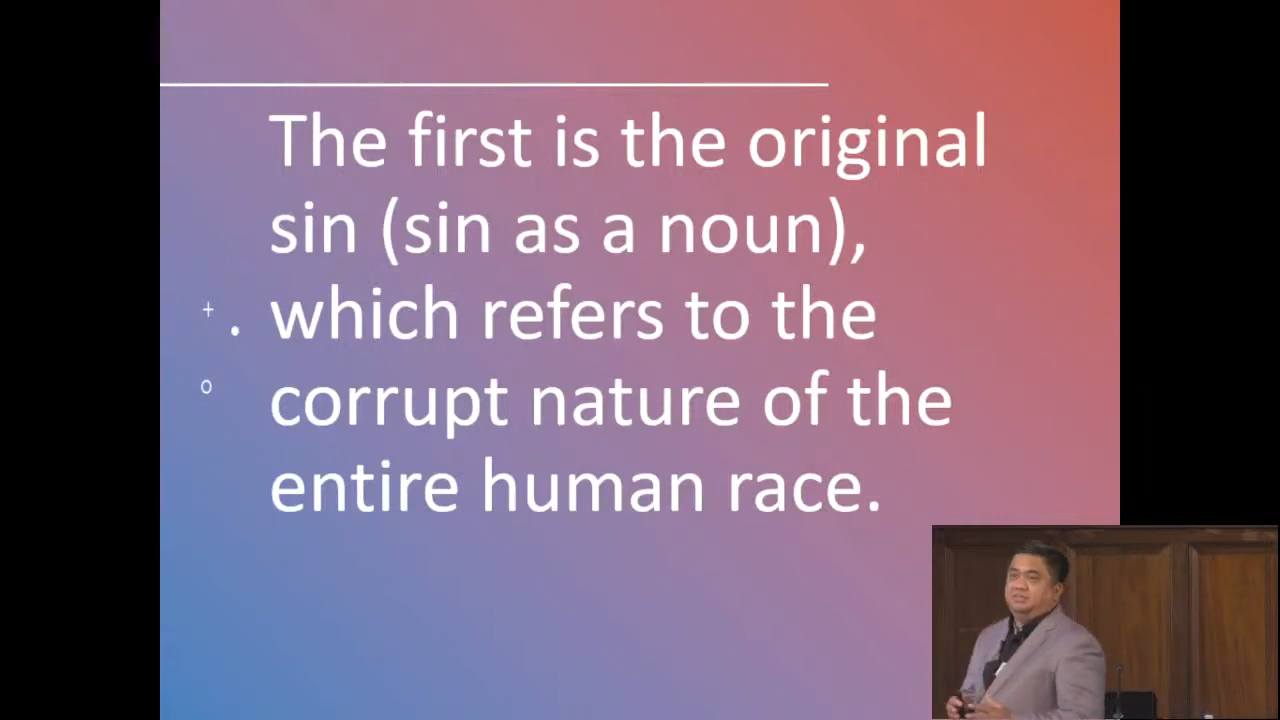 The first is the original
sin (sin as a noun),
which refers to the
corrupt nature of the
entire human race.